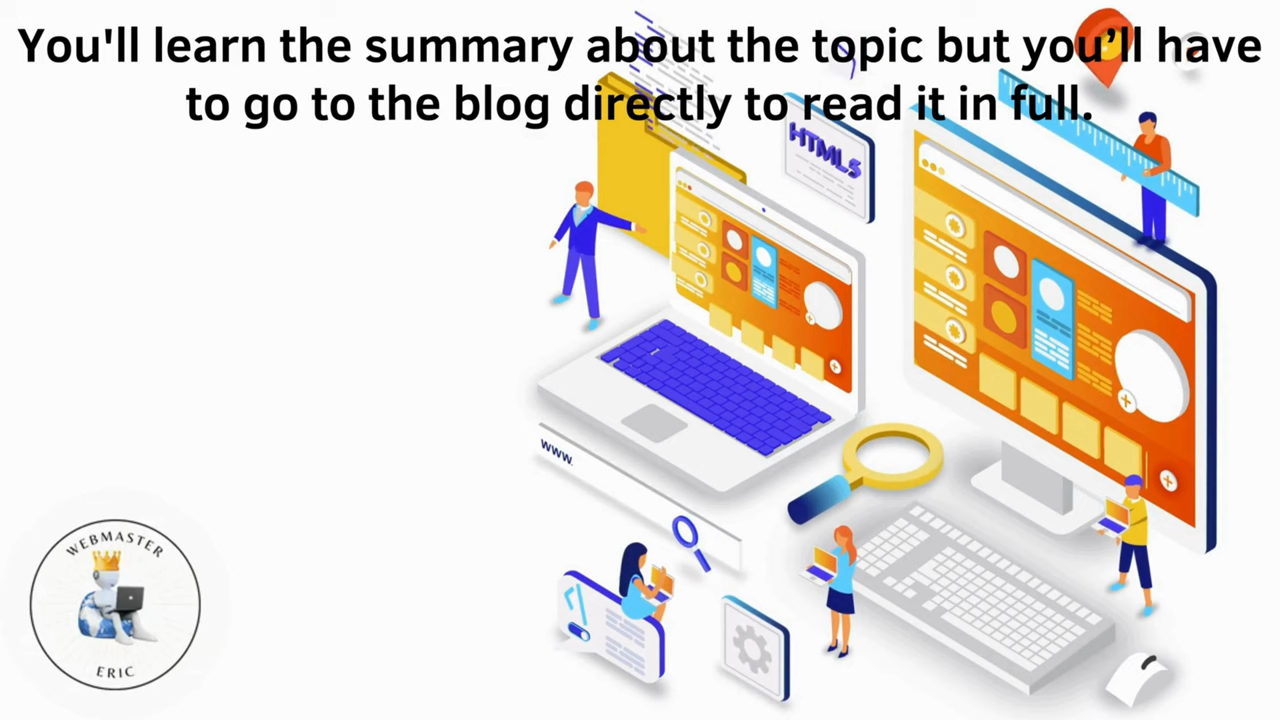 You'll learn the summary about the topic but you’ll have
to go to the blog directly to read it in full.
HTML5
www.
WEBMASTER
ERIC